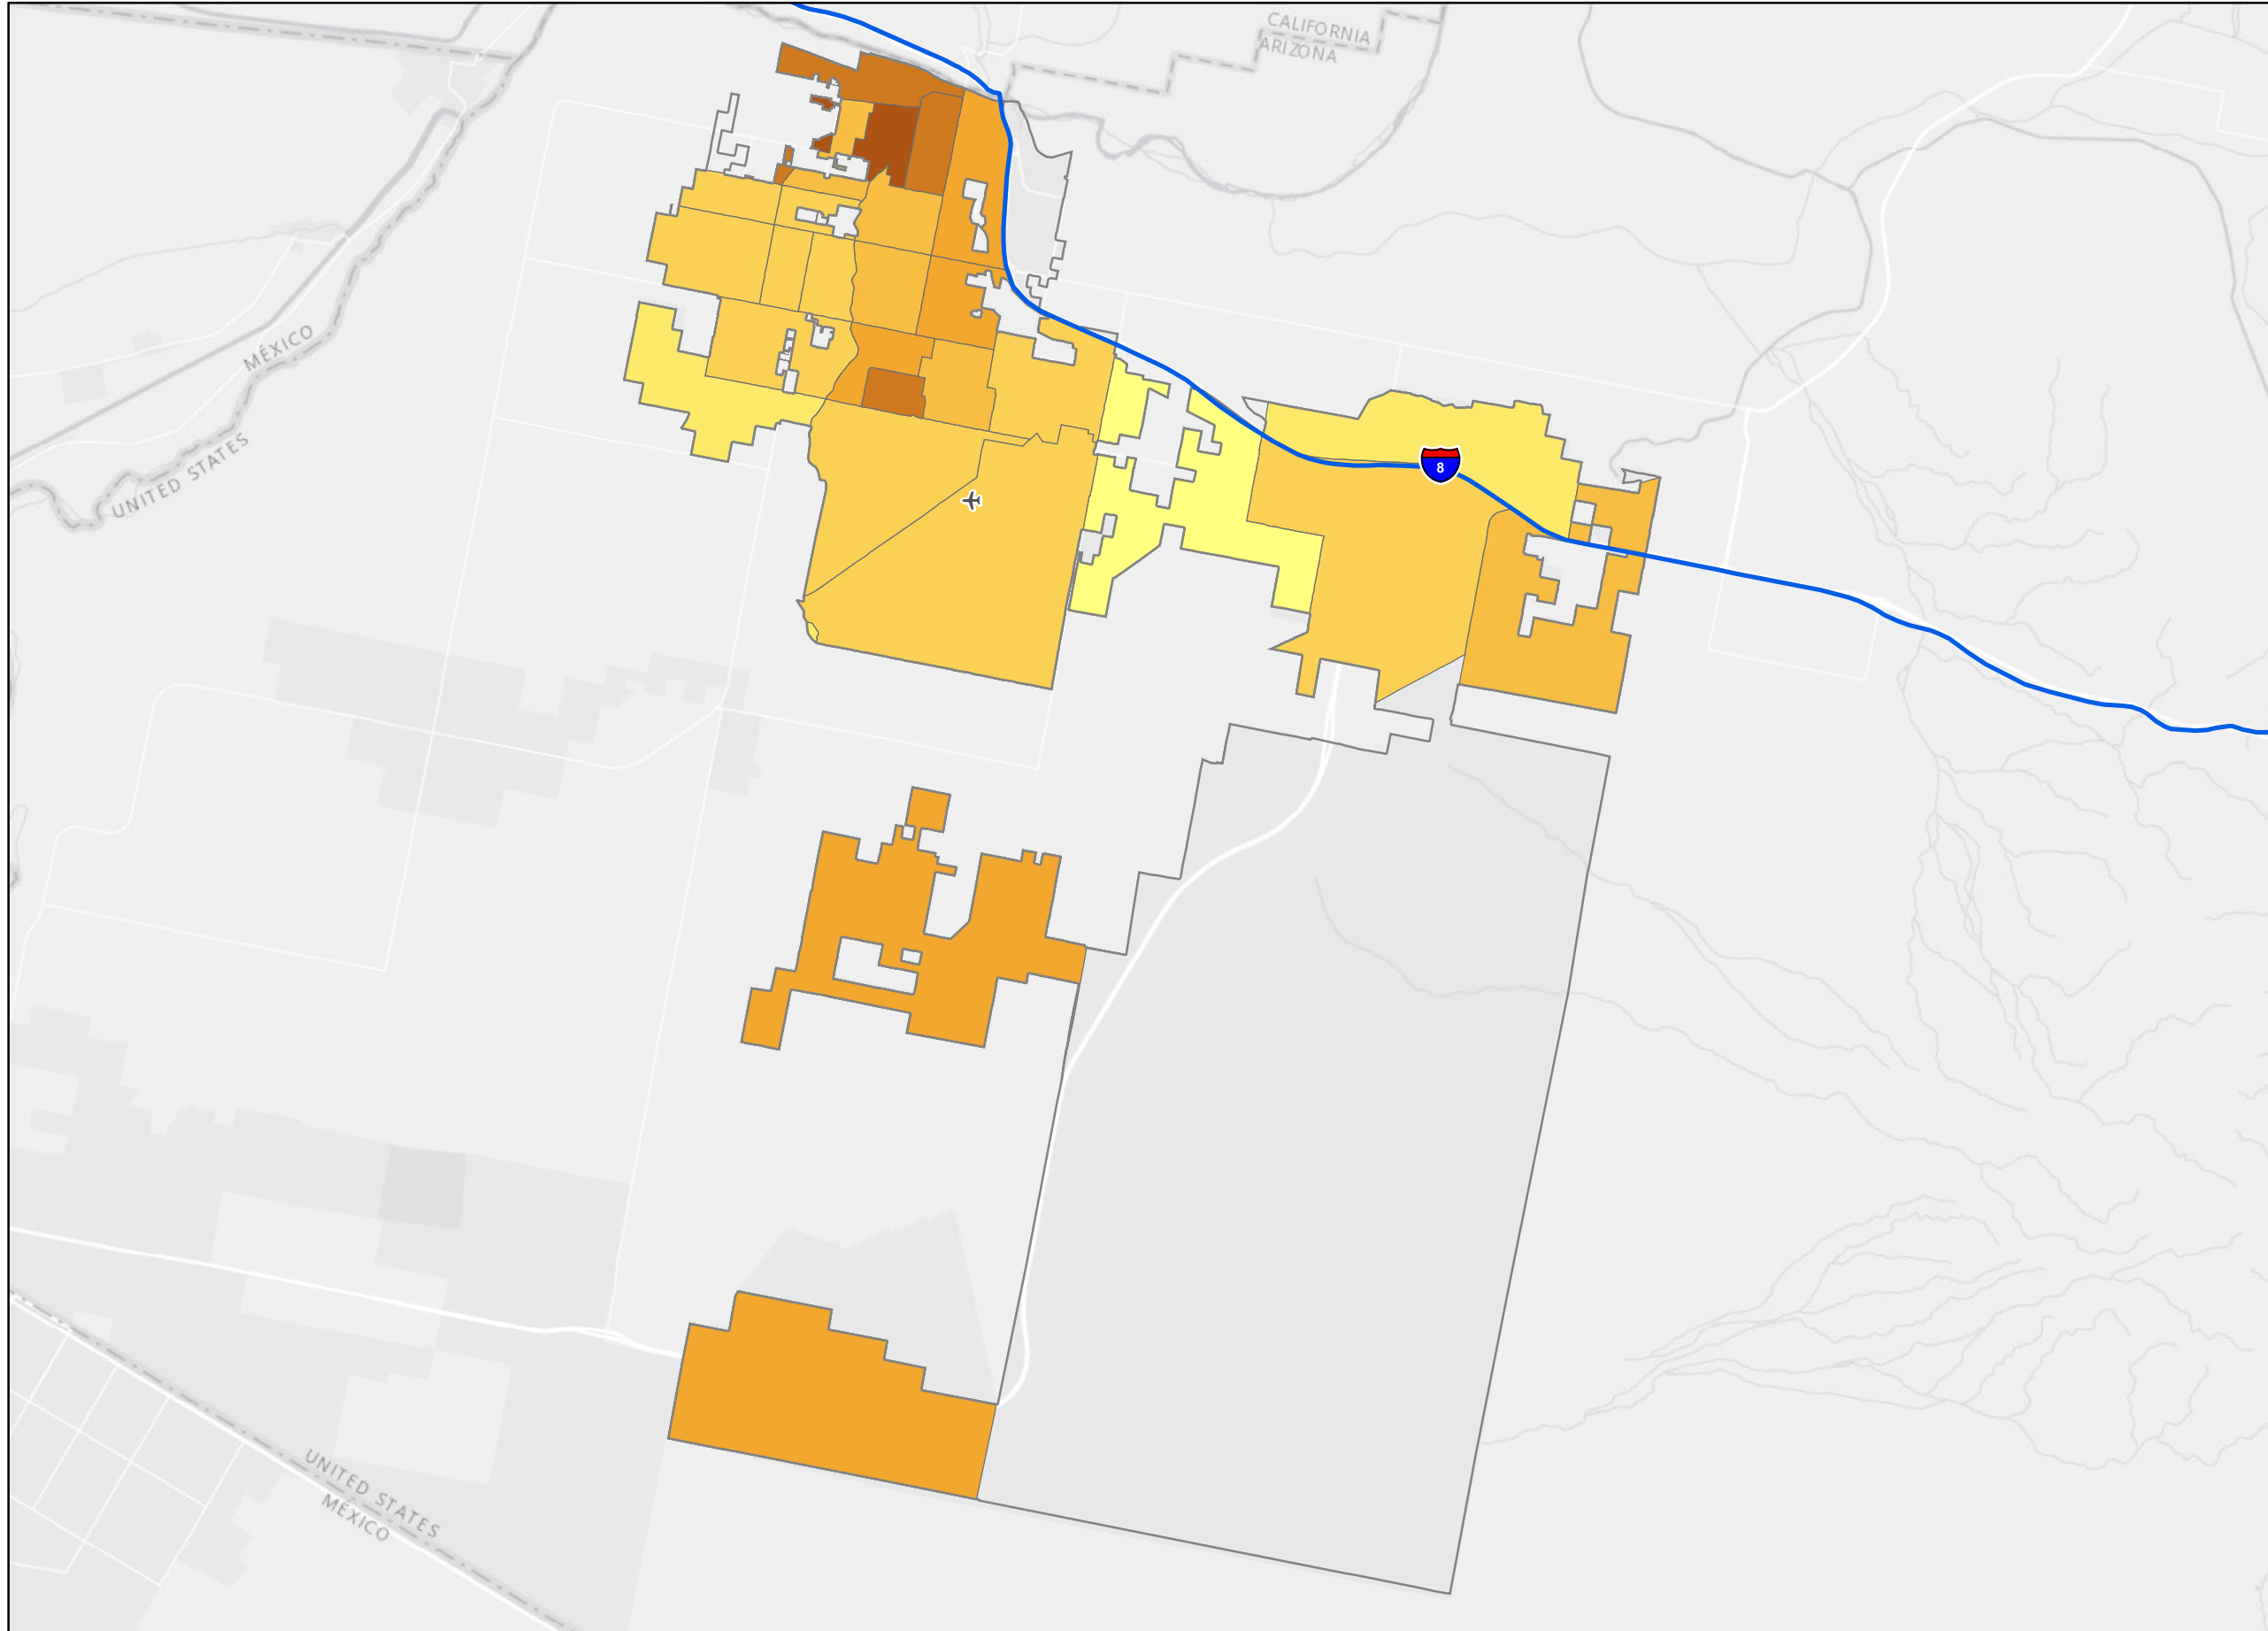 CALIFORNIA
ARIZONA
MÉXICO
UNITED STATES
8
UNITED STATES
MÉXICO